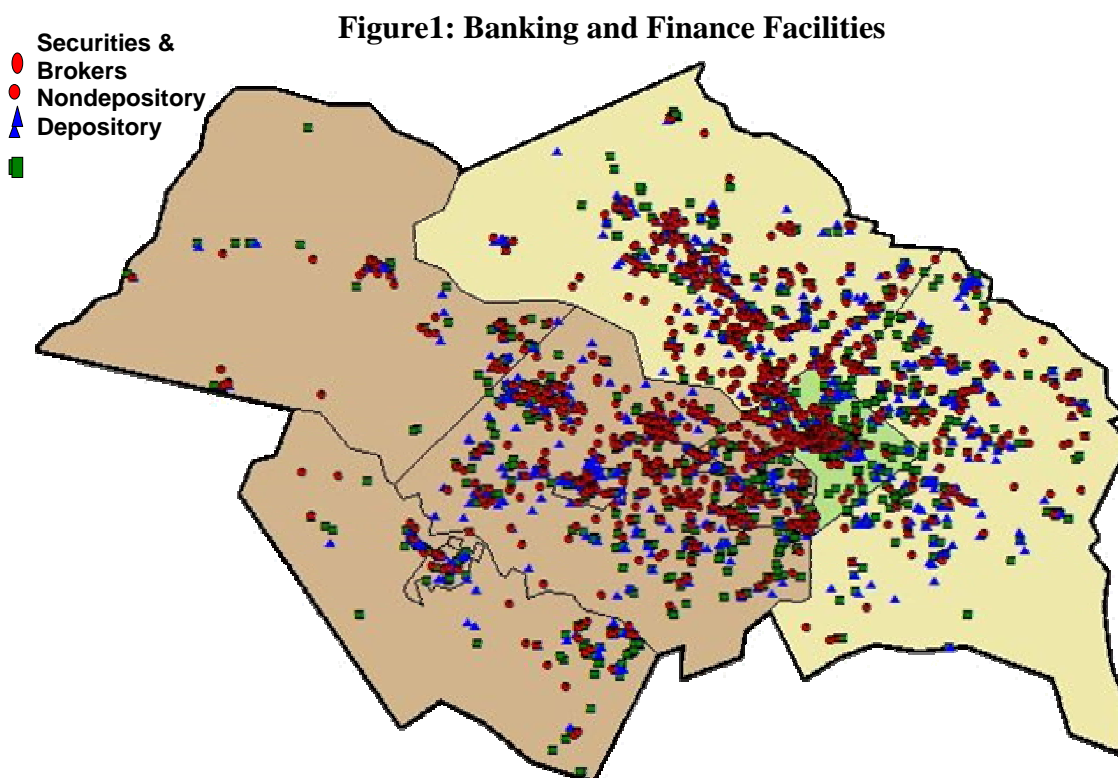 Figure1: Banking and Finance Facilities
Securities &
Brokers
Nondepository
Depository